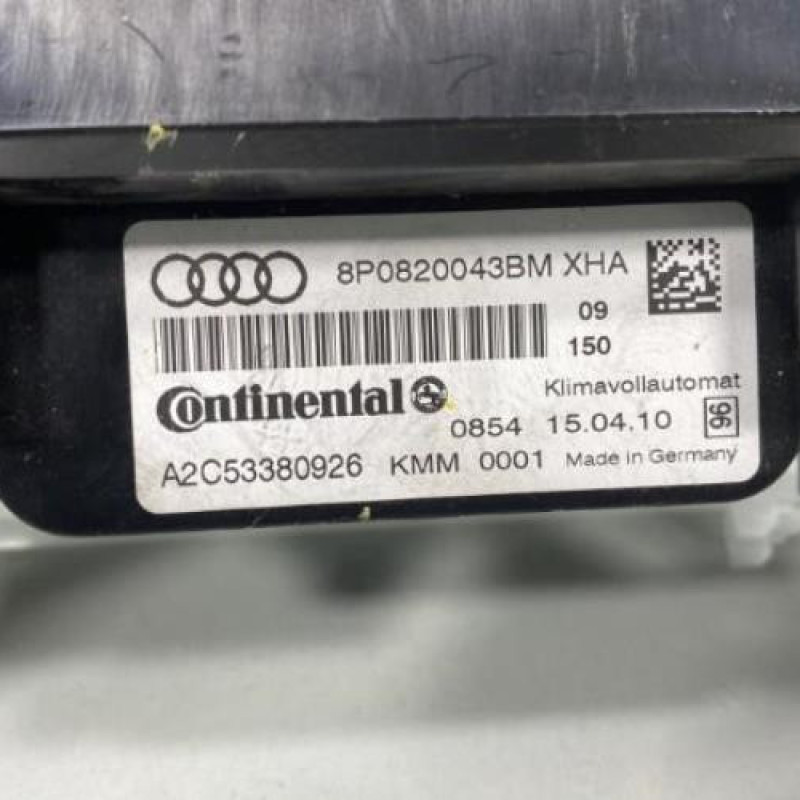 8P0820043BM XHA
09
150
Continental
Klimavollautomat
0854 15.04.10 96
A2C53380926 KMM 0001 Made in Germany